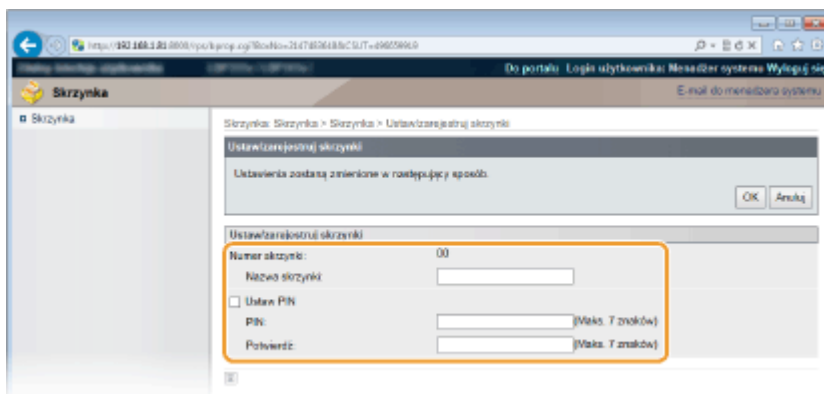 Do portalu Login użytkownika: Menedżer systemu Wyloguj się
Skrzynka
E-mail do menedżera systemu
Skrzynka
Skrzynka: Skrzynka > Skrzynka > Ustaw/zarejestruj skrzynki
Ustaw/zarejestruj skrzynki
Ustawienia zostaną zmienione w następujący sposób.
OK Anuluj
Ustaw/zarejestruj skrzynki
Numer skrzynki: 00
Nazwa skrzynki:
Ustaw PIN
PIN: (Maks. 7 znaków)
Potwierdź: (Maks. 7 znaków)